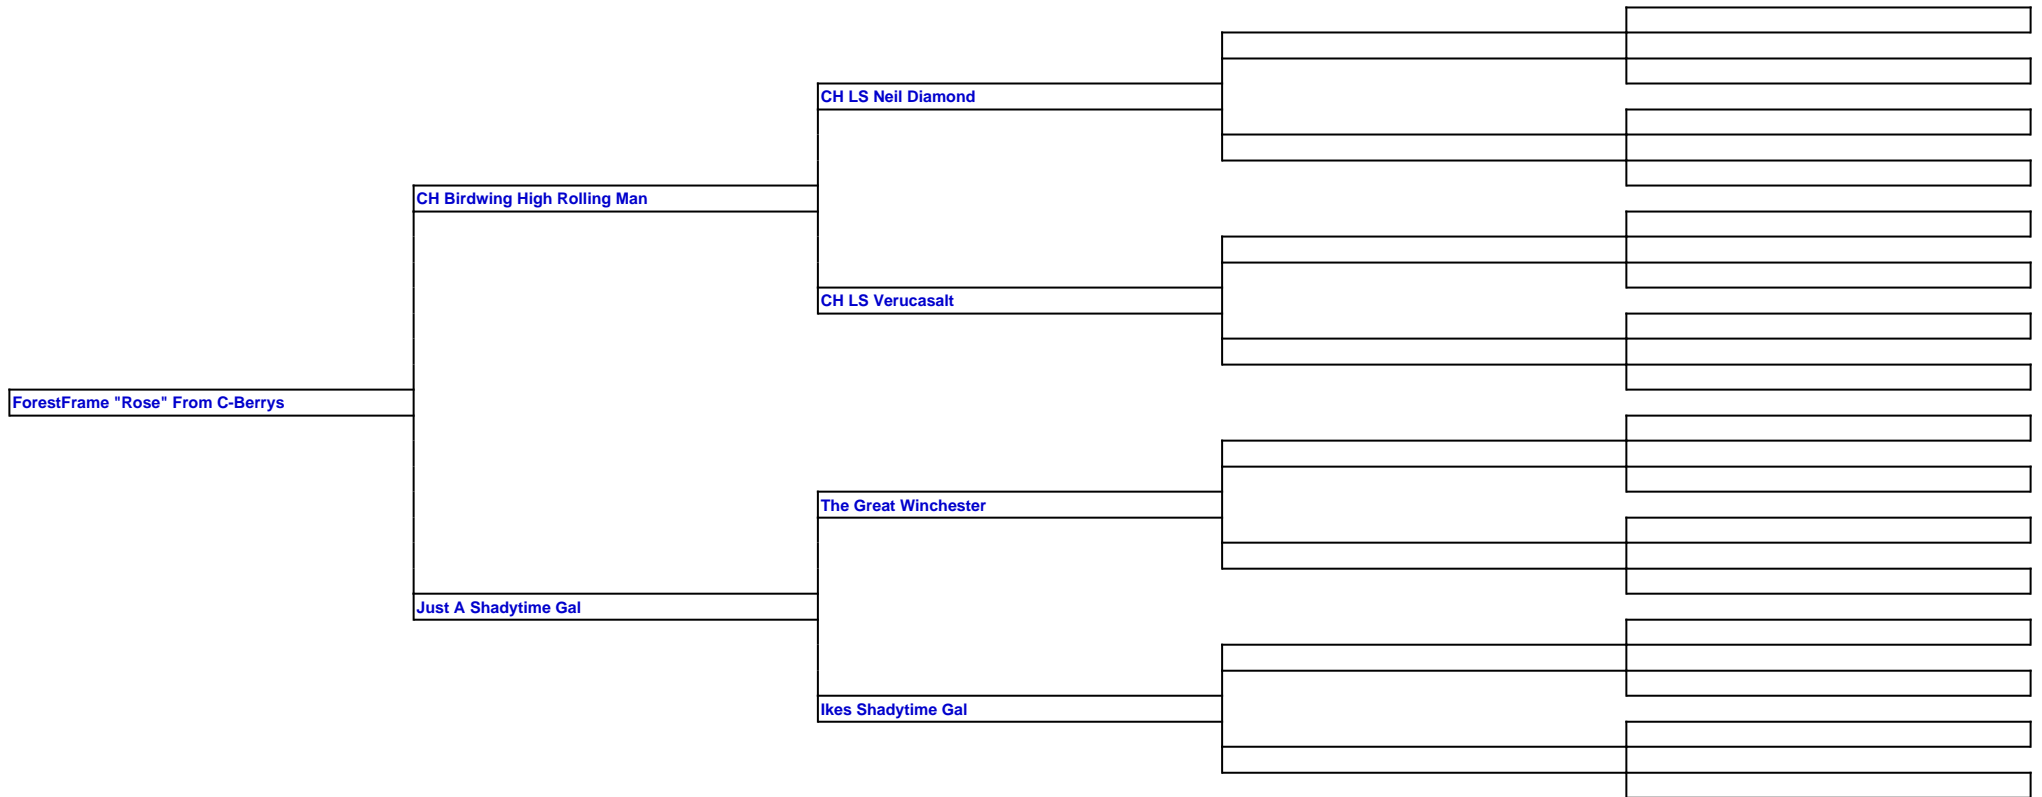 CH LS Neil Diamond
CH Birdwing High Rolling Man
CH LS Verucasalt
ForestFrame "Rose" From C-Berrys
The Great Winchester
Just A Shadytime Gal
Ikes Shadytime Gal